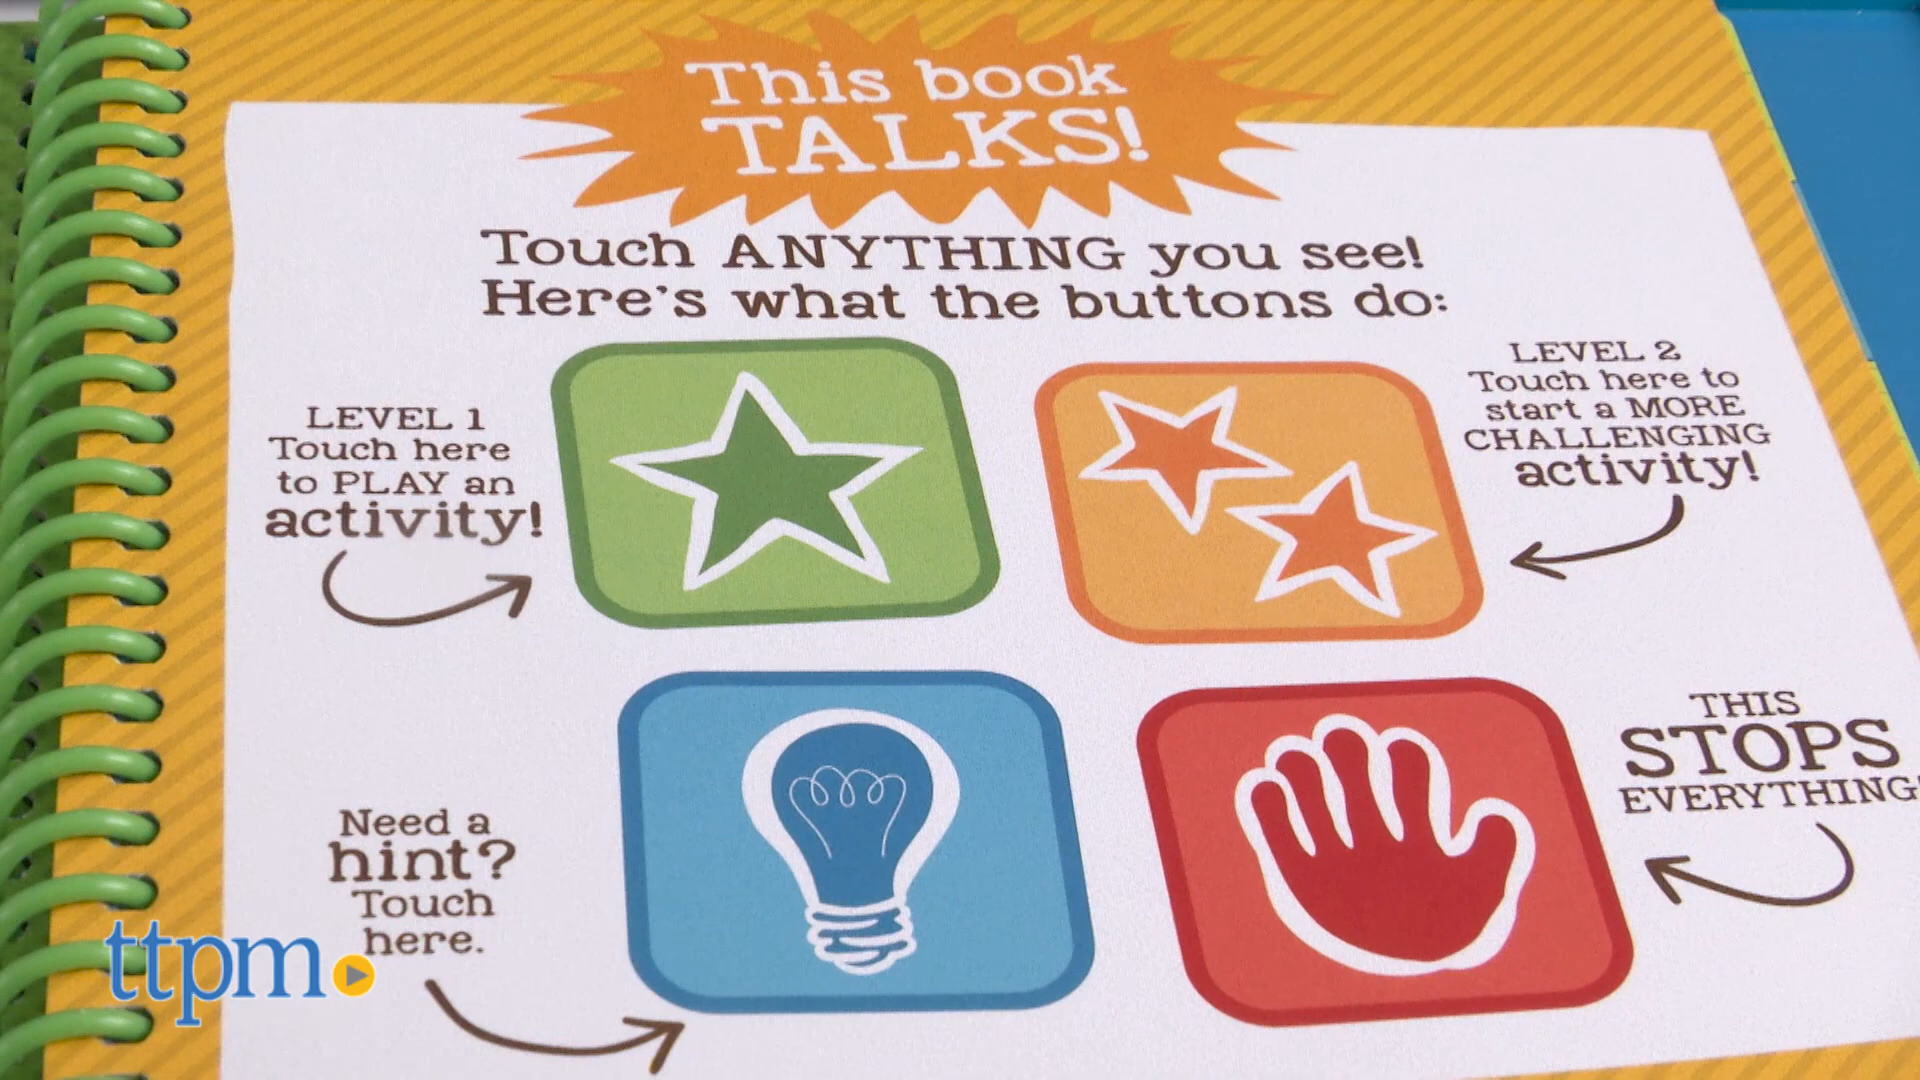 This book
TALKS!
Touch ANYTHING you see!
Here's what the buttons do:
LEVEL 1
Touch here
to PLAY an
activity!
LEVEL 2
Touch here to
start a MORE
CHALLENGING
activity!
Need a
hint?
Touch
here.
THIS
STOPS
EVERYTHING!
ttpm